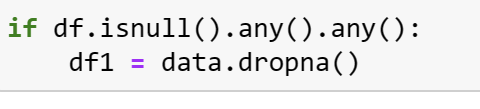 if df.isnull().any().any():
    df1 = data.dropna()